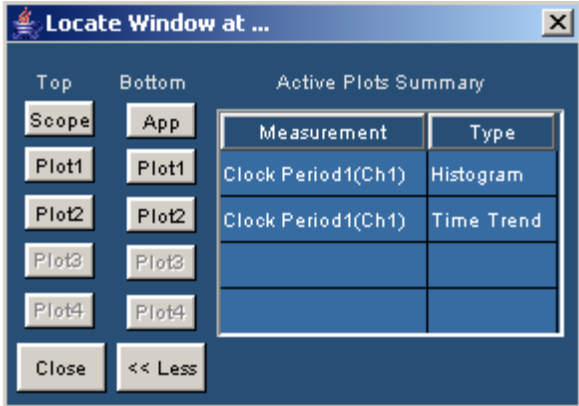 Locate Window at ...
Top Bottom Active Plots Summary
Scope App Measurement Type
Plot1 Plot1 Clock Period1(Ch1) Histogram
Plot2 Plot2 Clock Period1(Ch1) Time Trend
Plot3 Plot3
Plot4 Plot4
Close << Less